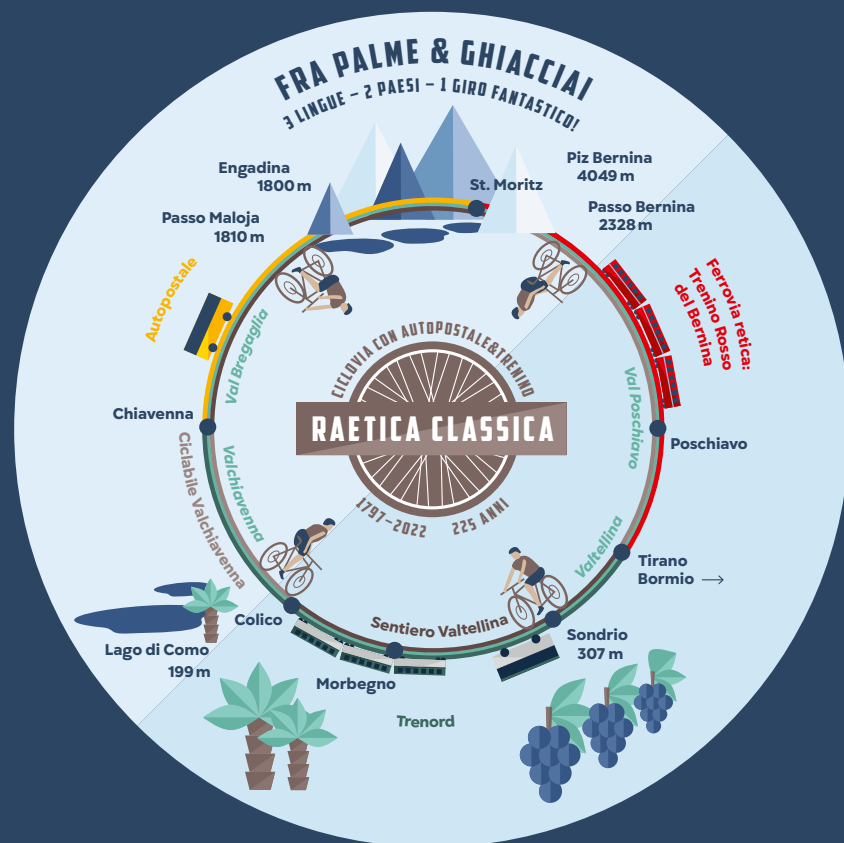 FRA PALME & GHIACCIAI
3 LINGUE – 2 PAESI – 1 GIRO FANTASTICO!
Engadina
1800 m
Passo Maloja
1810 m
St. Moritz
Piz Bernina
4049 m
Passo Bernina
2328 m
Autopostale
Val Bregaglia
Ferrovia retica:
Trenino Rosso
del Bernina
Val Poschiavo
CICLOVIA CON AUTOPOSTALE&TRENINO
RAETICA CLASSICA
1797–2022 225 ANNI
Chiavenna
Poschiavo
Ciclabile Valchiavenna
Valchiavenna
Valtellina
Tirano
Bormio →
Colico
Sentiero Valtellina
Sondrio
307 m
Lago di Como
199 m
Morbegno
Trenord